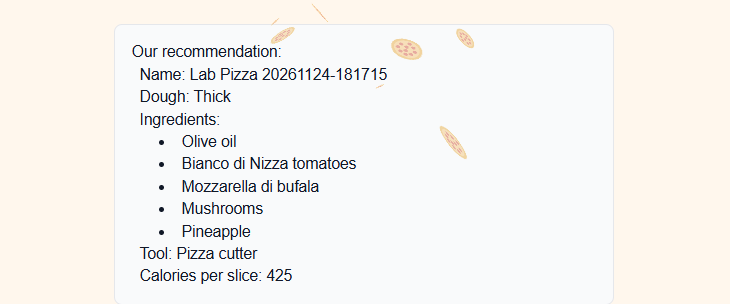 Our recommendation:
Name: Lab Pizza 20261124-181715
Dough: Thick
Ingredients:
• Olive oil
• Bianco di Nizza tomatoes
• Mozzarella di bufala
• Mushrooms
• Pineapple
Tool: Pizza cutter
Calories per slice: 425